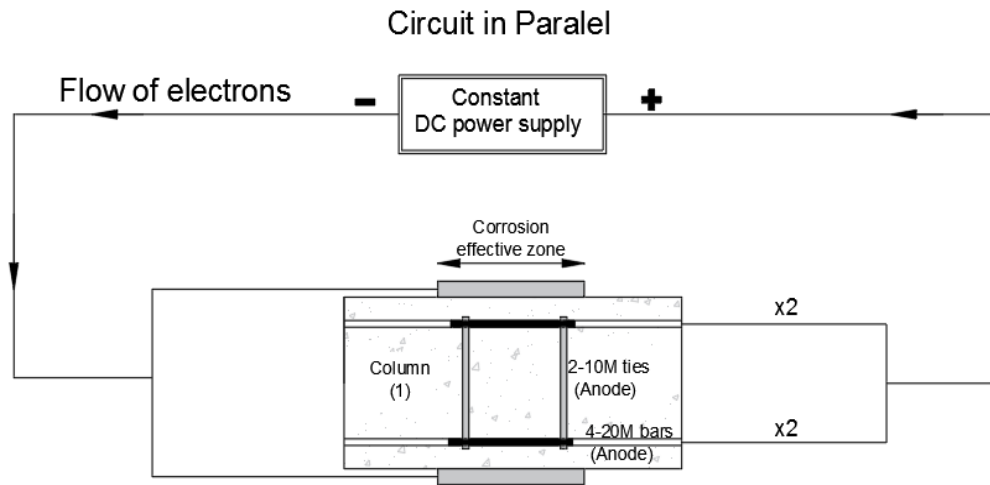 Circuit in Paralel
Flow of electrons
-
Constant
DC power supply
+
Corrosion
effective zone
x2
Column
(1)
2-10M ties
(Anode)
4-20M bars
(Anode)
x2